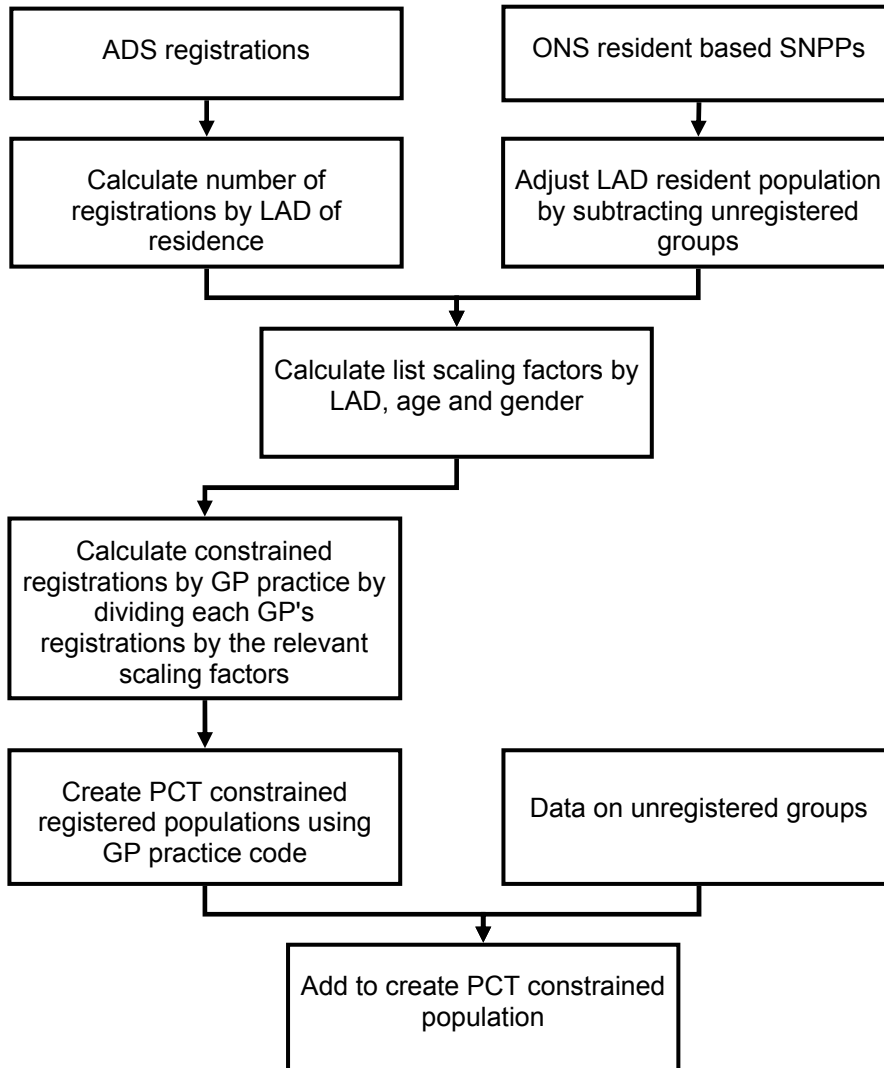 ADS registrations
ONS resident based SNPPs
Calculate number of
registrations by LAD of
residence
Adjust LAD resident population
by subtracting unregistered
groups
Calculate list scaling factors by
LAD, age and gender
Calculate constrained
registrations by GP practice by
dividing each GP's
registrations by the relevant
scaling factors
Create PCT constrained
registered populations using
GP practice code
Data on unregistered groups
Add to create PCT constrained
population